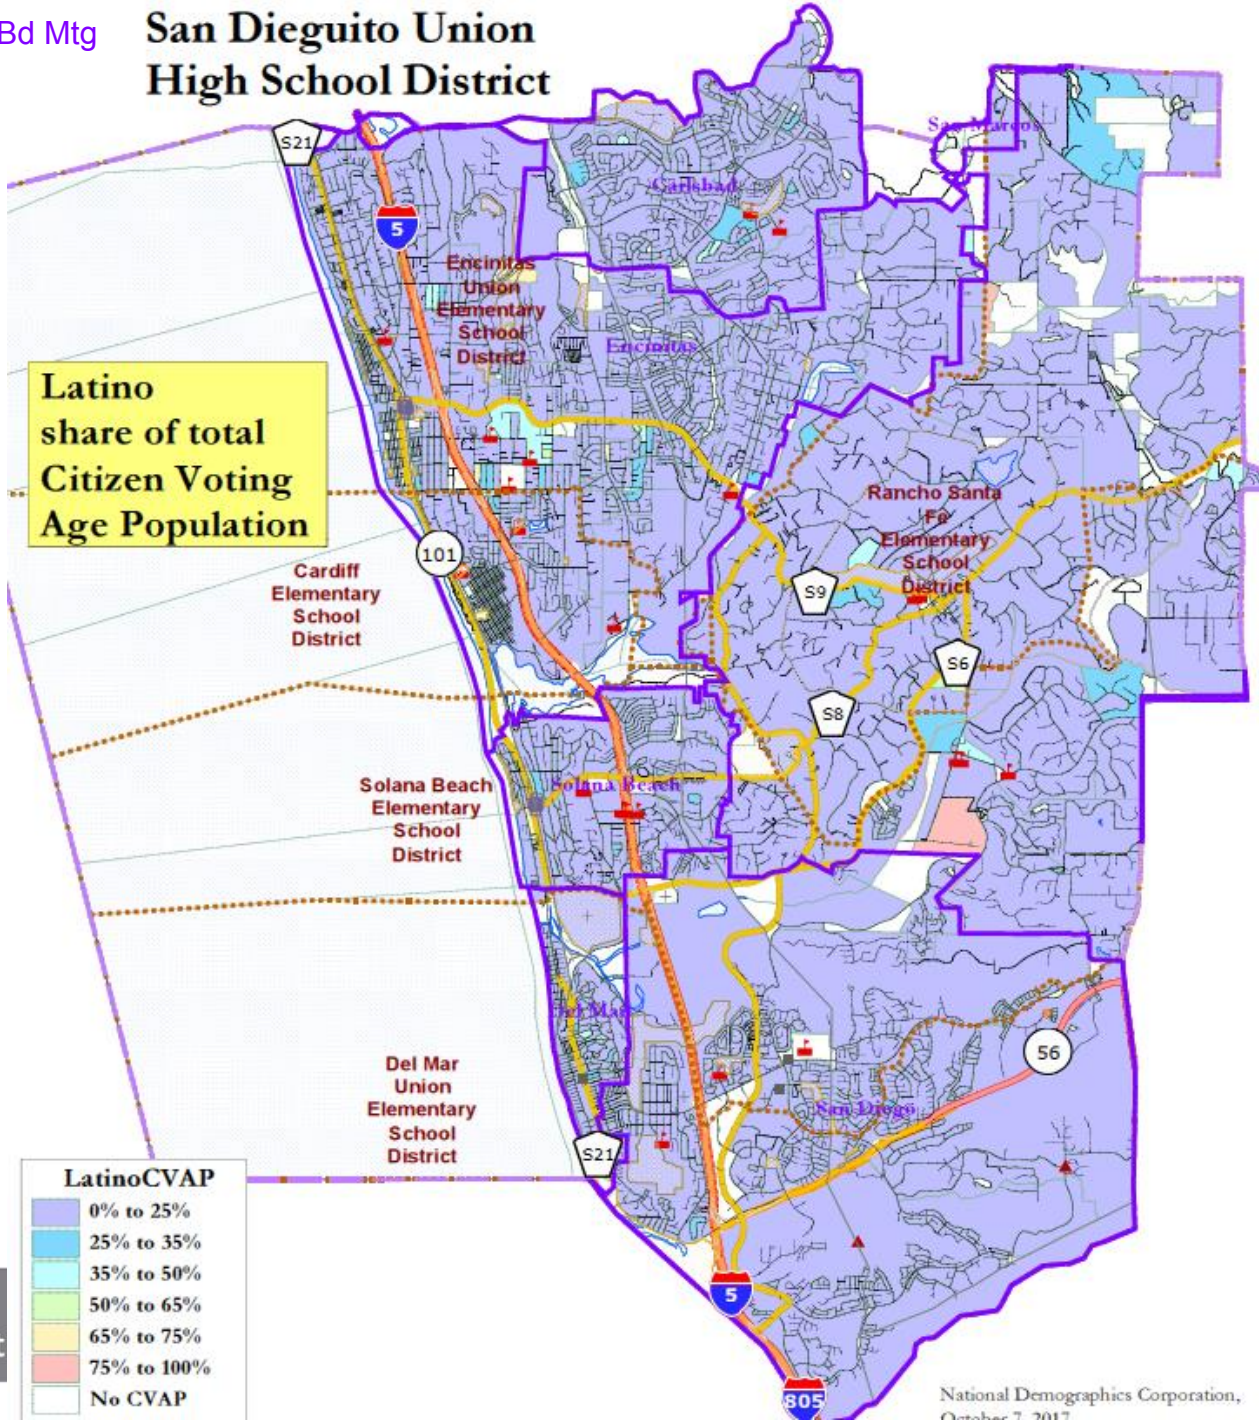 Bd Mtg
San Dieguito Union
High School District
S21
5
San Marcos
Carlsbad
Encinitas
Union
Elementary
School
District
Encinitas
Latino
share of total
Citizen Voting
Age Population
Rancho Santa
Fe
Elementary
School
District
101
Cardiff
Elementary
School
District
S9
S6
S8
Solana Beach
Elementary
School
District
Solana Beach
Del Mar
56
Del Mar
Union
Elementary
School
District
San Diego
S21
LatinoCVAP
0% to 25%
25% to 35%
35% to 50%
50% to 65%
65% to 75%
75% to 100%
No CVAP
5
805
National Demographics Corporation,
October 7, 2017